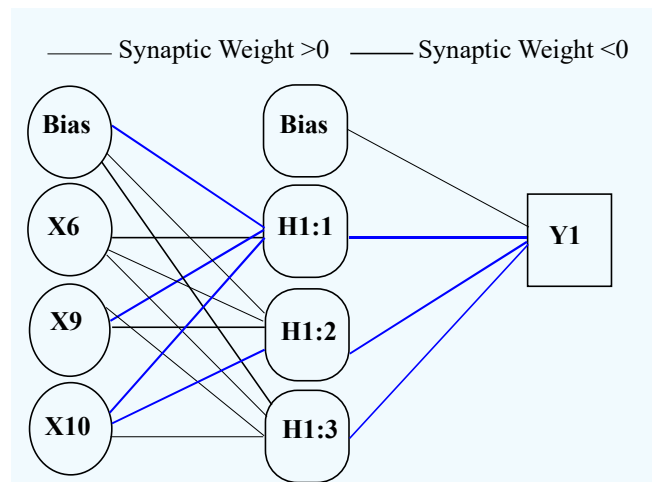 Synaptic Weight >0 Synaptic Weight <0
Bias Bias
X6 H1:1 Y1
X9 H1:2
X10 H1:3